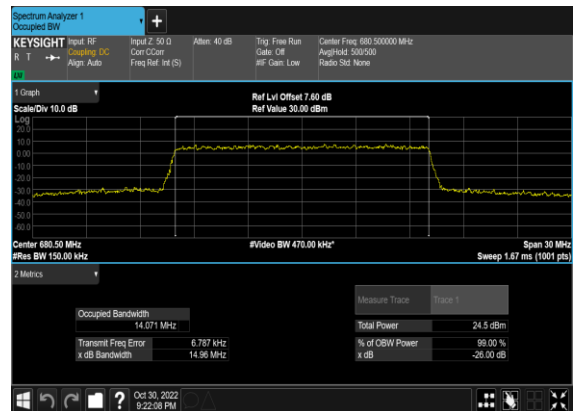 Spectrum Analyzer 1
Occupied BW
+
KEYSIGHT Input: RF Input Z: 50 Ω Atten: 40 dB Trig: Free Run Center Freq: 680.500000 MHz
R T Coupling: DC Corr CCorr Gate: Off Avg|Hold: 500/500
Align: Auto Freq Ref: Int (S) #IF Gain: Low Radio Std: None
LW
1 Graph Ref Lvl Offset 7.60 dB
Scale/Div 10.0 dB Ref Value 30.00 dBm
Log
20.0
10.0
0.00
-10.0
-20.0
-30.0
-40.0
-50.0
-60.0
Center 680.50 MHz #Video BW 470.00 kHz* Span 30 MHz
#Res BW 150.00 kHz Sweep 1.67 ms (1001 pts)
2 Metrics
Measure Trace Trace 1
Occupied Bandwidth
14.071 MHz Total Power 24.5 dBm
Transmit Freq Error 6.787 kHz % of OBW Power 99.00 %
x dB Bandwidth 14.96 MHz x dB -26.00 dB
? Oct 30, 2022
9:22:08 PM